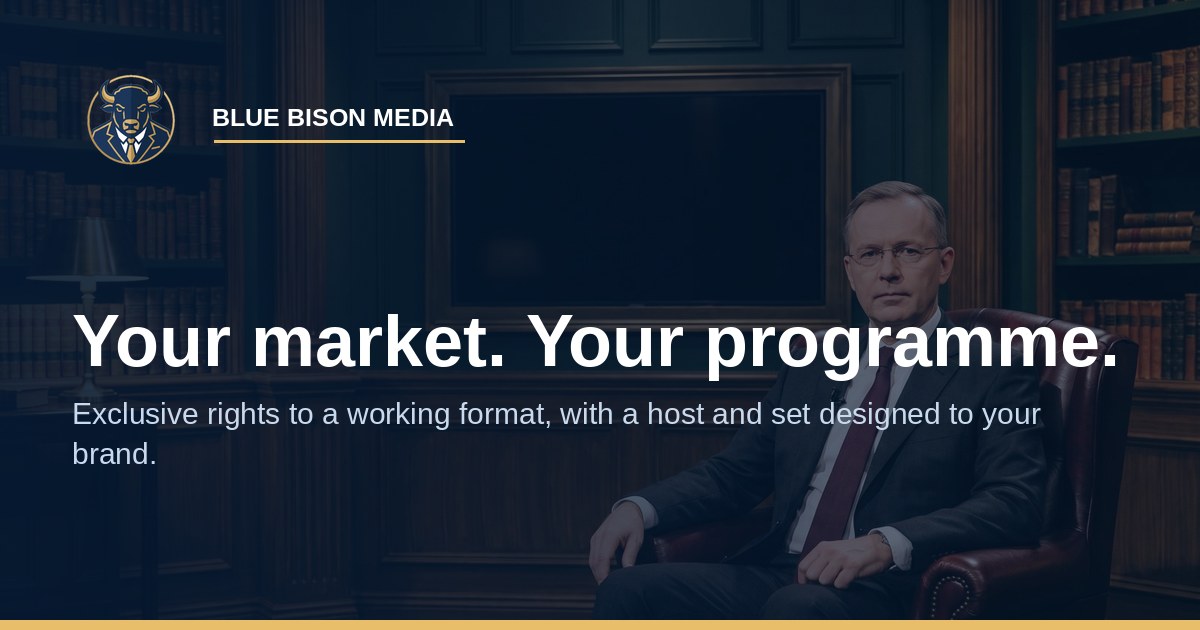 BLUE BISON MEDIA
Your market. Your programme.
Exclusive rights to a working format, with a host and set designed to your
brand.